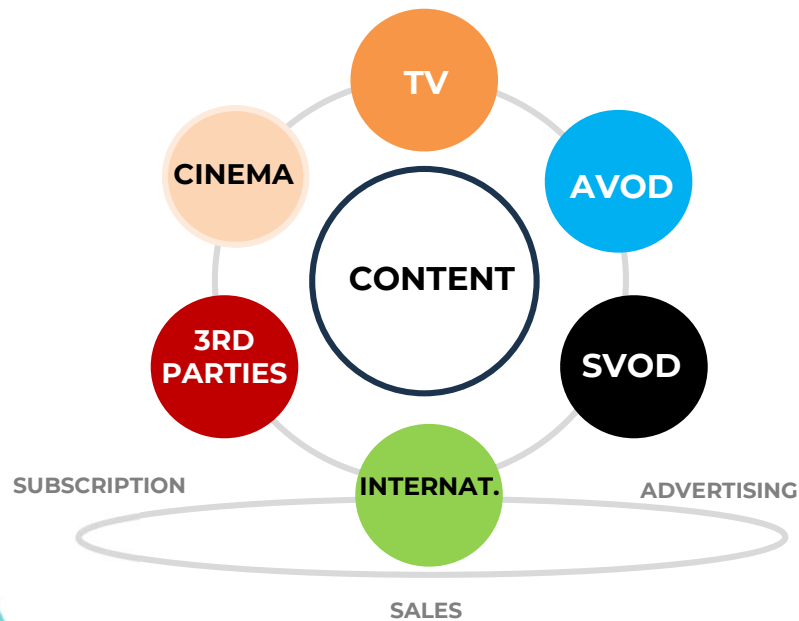 TV
CINEMA
AVOD
CONTENT
3RD
PARTIES
SVOD
INTERNAT.
SUBSCRIPTION
ADVERTISING
SALES